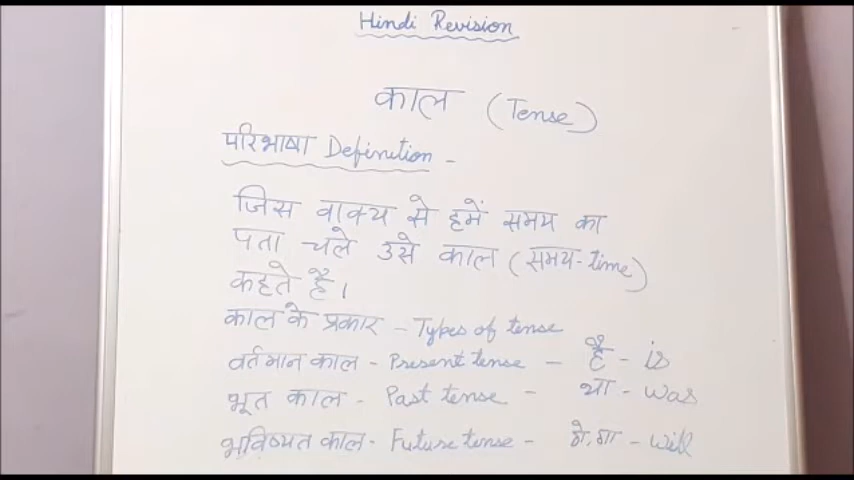 Hindi Revision
काल (Tense)
परिभाषा Definition -
जिस वाक्य से हमें समय का
पता चले उसे काल (समय-time)
कहते है।
काल के प्रकार - Types of tense
वर्तमान काल - Present tense - है - is
भूत काल - Past tense - था - was
भविष्यत काल - Future tense - गे, गा - will